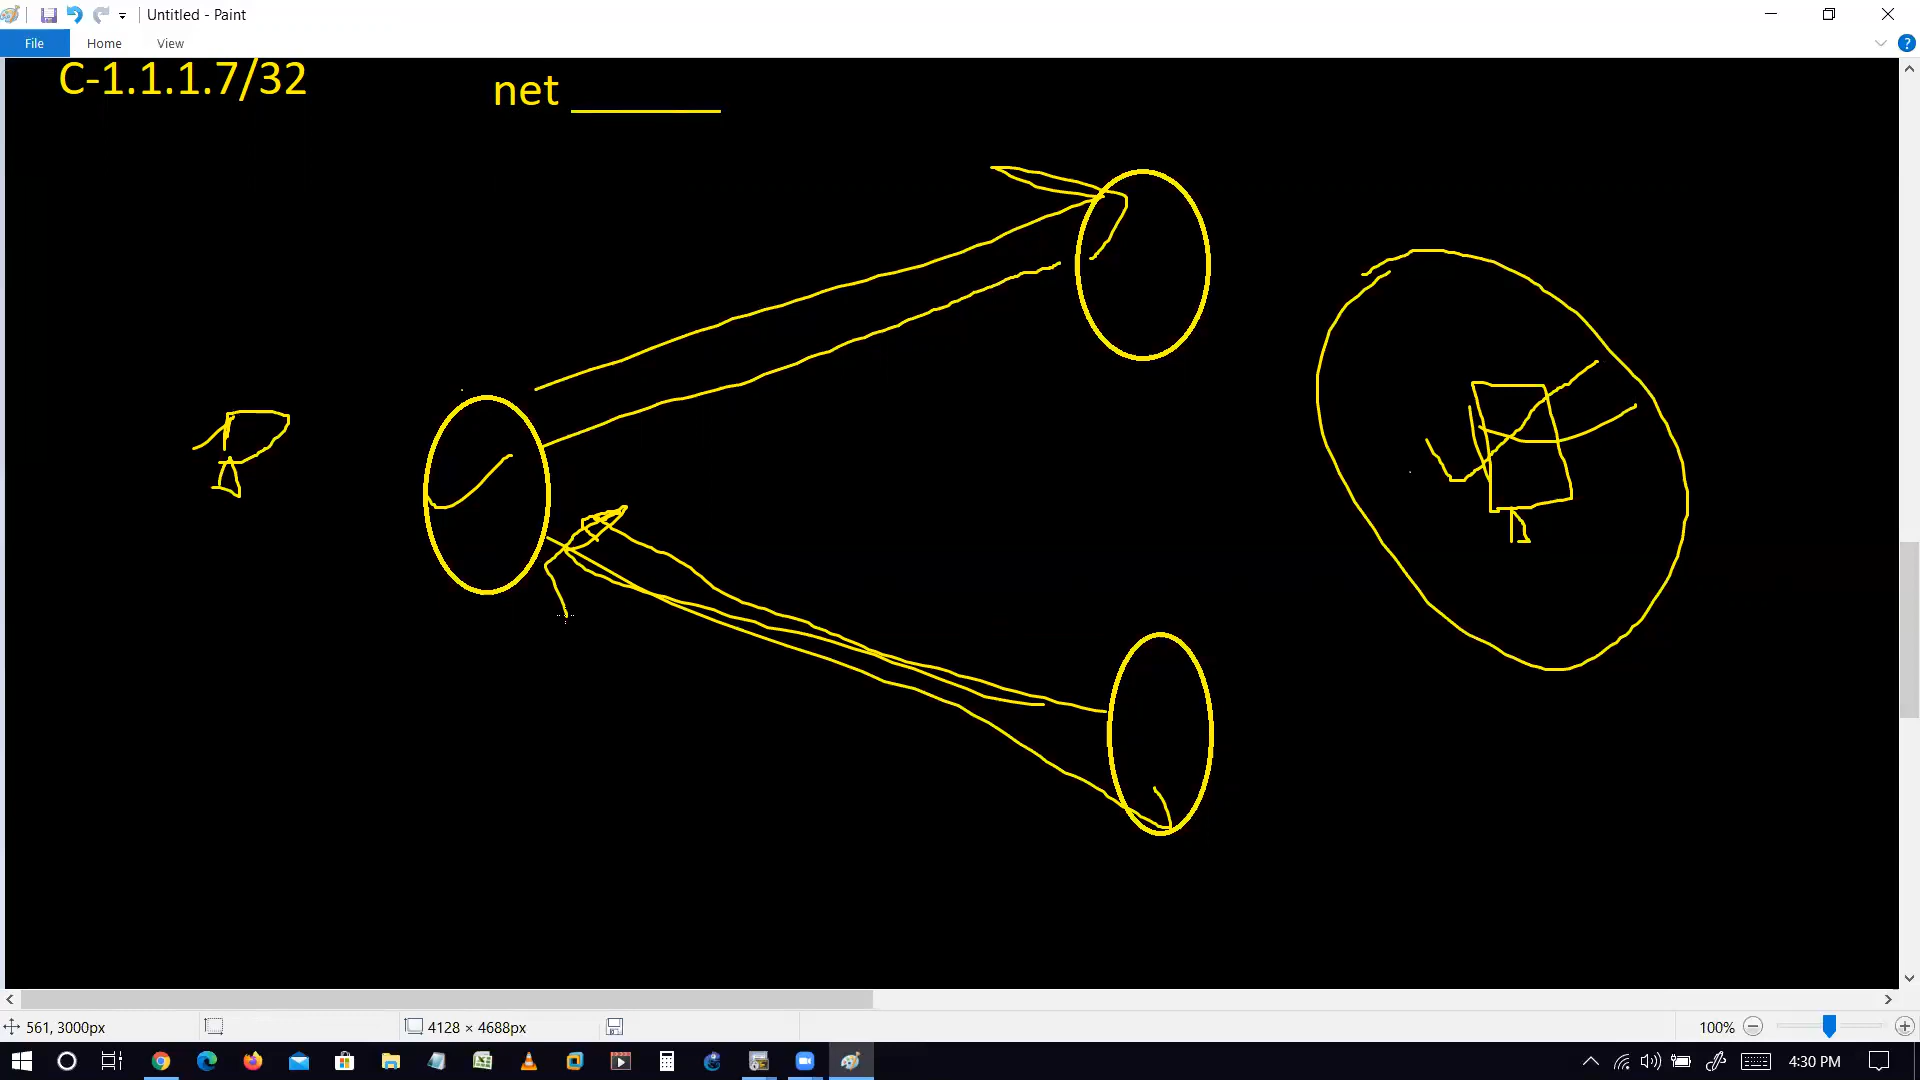 Untitled - Paint
File Home View
C-1.1.1.7/32
net ______
561, 3000px
4128 × 4688px
100%
4:30 PM